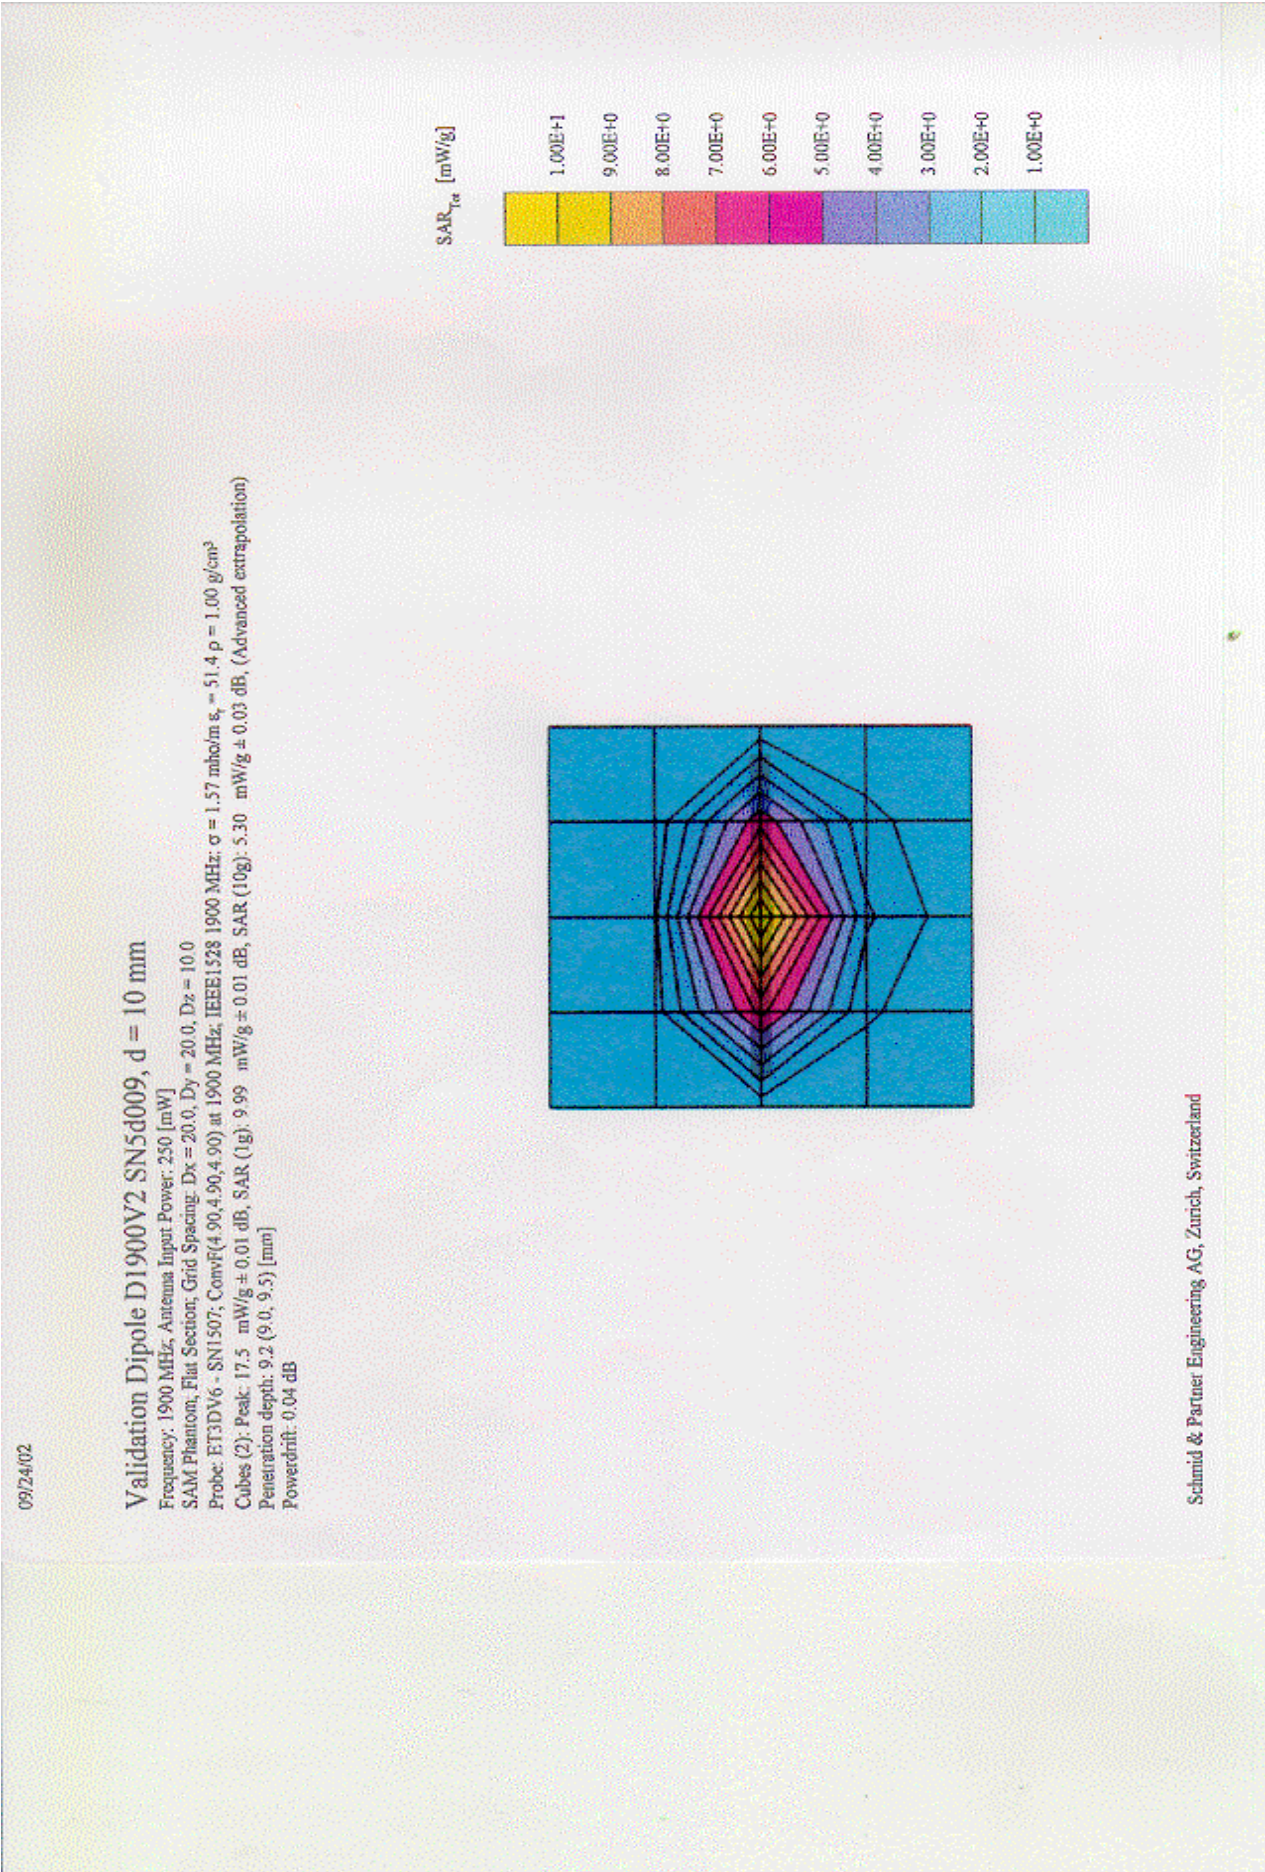 09/24/02
Validation Dipole D1900V2 SN5d009, d = 10 mm
Frequency: 1900 MHz; Antenna Input Power: 250 [mW]
SAM Phantom; Flat Section; Grid Spacing: Dx = 20.0, Dy = 20.0, Dz = 10.0
Probe: ET3DV6 - SN1507; ConvF(4.90,4.90,4.90) at 1900 MHz; IEEE1528 1900 MHz: σ = 1.57 mho/m εr = 51.4 ρ = 1.00 g/cm³
Cubes (2): Peak: 17.5 mW/g ± 0.01 dB, SAR (1g): 9.99 mW/g ± 0.01 dB, SAR (10g): 5.30 mW/g ± 0.03 dB, (Advanced extrapolation)
Penetration depth: 9.2 (9.0, 9.5) [mm]
Powerdrift: 0.04 dB
SARTot [mW/g]
1.00E+1
9.00E+0
8.00E+0
7.00E+0
6.00E+0
5.00E+0
4.00E+0
3.00E+0
2.00E+0
1.00E+0
Schmid & Partner Engineering AG, Zurich, Switzerland